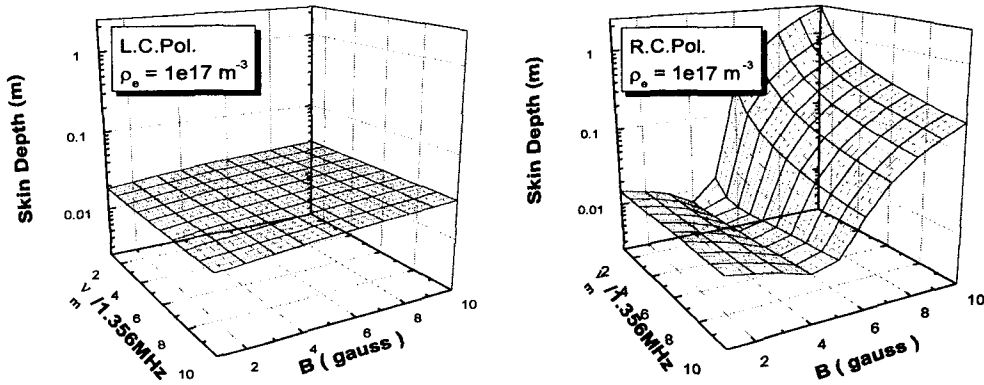 L.C.Pol.
ρe = 1e17 m-3
Skin Depth (m)
1
0.1
0.01
2
4
6
8
10
νm /1.356MHz
2
4
6
8
10
B ( gauss )
R.C.Pol.
ρe = 1e17 m-3
Skin Depth (m)
1
0.1
0.01
2
4
6
8
10
νm /1.356MHz
2
4
6
8
10
B ( gauss )